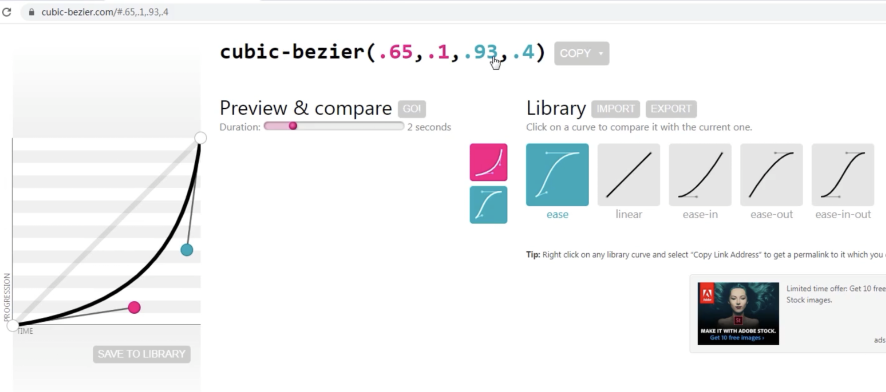 cubic-bezier.com/#.65,.1,.93,.4
cubic-bezier(.65,.1,.93,.4)
COPY
Preview & compare GO!
Duration: 2 seconds
Library IMPORT EXPORT
Click on a curve to compare it with the current one.
ease linear ease-in ease-out ease-in-out
Tip: Right click on any library curve and select "Copy Link Address" to get a permalink to it which you
PROGRESSION
TIME
SAVE TO LIBRARY
Adobe
MAKE IT WITH ADOBE STOCK.
Get 10 free images ›
Limited time offer: Get 10 free
Stock images.
ads